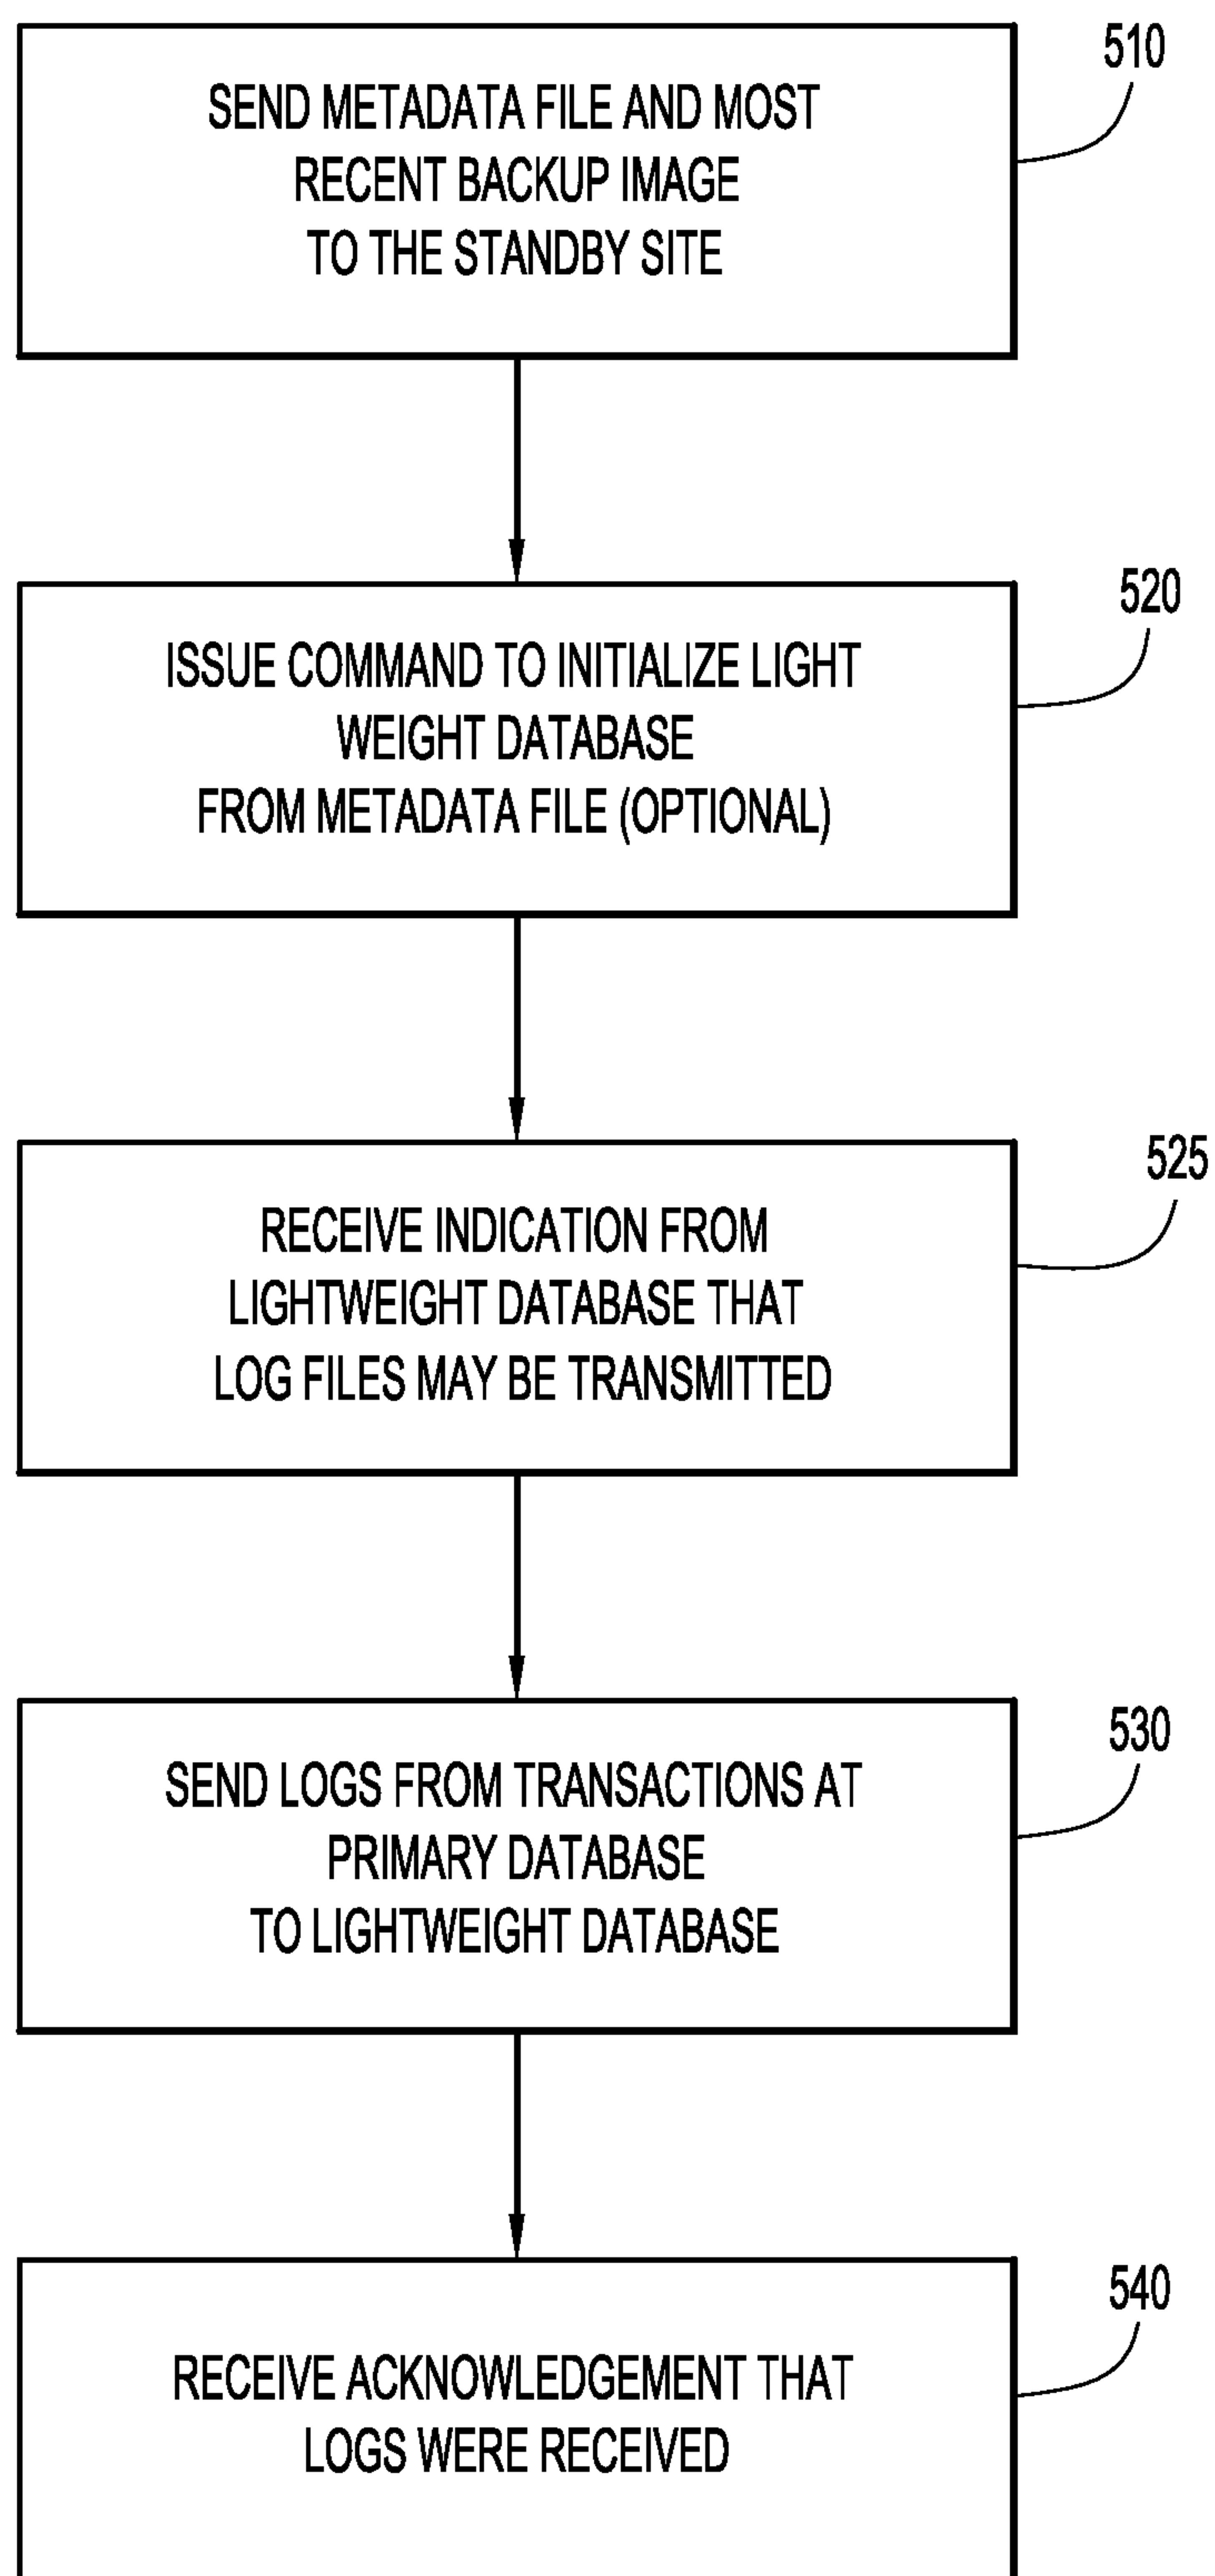 510
SEND METADATA FILE AND MOST
RECENT BACKUP IMAGE
TO THE STANDBY SITE
520
ISSUE COMMAND TO INITIALIZE LIGHT
WEIGHT DATABASE
FROM METADATA FILE (OPTIONAL)
525
RECEIVE INDICATION FROM
LIGHTWEIGHT DATABASE THAT
LOG FILES MAY BE TRANSMITTED
530
SEND LOGS FROM TRANSACTIONS AT
PRIMARY DATABASE
TO LIGHTWEIGHT DATABASE
540
RECEIVE ACKNOWLEDGEMENT THAT
LOGS WERE RECEIVED